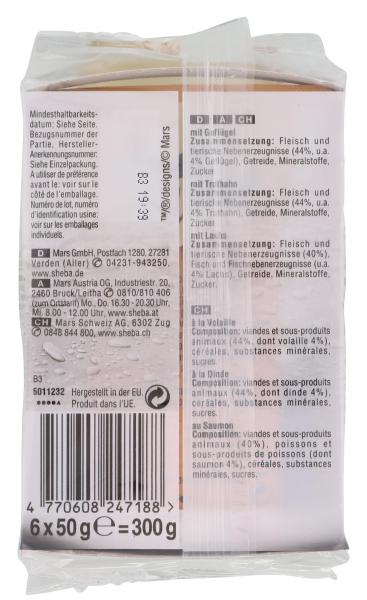 Mindesthaltbarkeits-
datum: Siehe Seite.
Bezugsnummer der
Partie, Hersteller-
Anerkennungsnummer:
Siehe Einzelpackung.
A utiliser de préférence
avant le: voir sur le
côté de l'emballage.
Numéro de lot, numéro
d'identification usine:
voir sur les emballages
individuels.
B3 19:39
™/®/designs/© Mars
D Mars GmbH, Postfach 1280, 27281
Verden (Aller) 04231-943250.
www.sheba.de
A Mars Austria OG, Industriestr. 20,
2460 Bruck/Leitha 0810/810 406
(zum Ortstarif) Mo., Do. 16.30 - 20.30 Uhr,
Mi. 8.00 - 12.00 Uhr, www.sheba.at
CH Mars Schweiz AG, 6302 Zug
0848 844 800, www.sheba.ch
B3
5011232 Hergestellt in der EU.
Produit dans l'UE.
4 770608 247188
6 x 50 g ℮ = 300 g
D A CH
mit Geflügel
Zusammensetzung: Fleisch und
tierische Nebenerzeugnisse (44%, u.a.
4% Geflügel), Getreide, Mineralstoffe,
Zucker.
mit Truthahn
Zusammensetzung: Fleisch und
tierische Nebenerzeugnisse (44%, u.a.
4% Truthahn), Getreide, Mineralstoffe,
Zucker.
mit Lachs
Zusammensetzung: Fleisch und
tierische Nebenerzeugnisse (40%),
Fisch und Fischnebenerzeugnisse (u.a.
4% Lachs), Getreide, Mineralstoffe,
Zucker.
CH
à la Volaille
Composition: viandes et sous-produits
animaux (44%, dont volaille 4%),
céréales, substances minérales,
sucres.
à la Dinde
Composition: viandes et sous-produits
animaux (44%, dont dinde 4%),
céréales, substances minérales,
sucres.
au Saumon
Composition: viandes et sous-produits
animaux (40%), poissons et
sous-produits de poissons (dont
saumon 4%), céréales, substances
minérales, sucres.